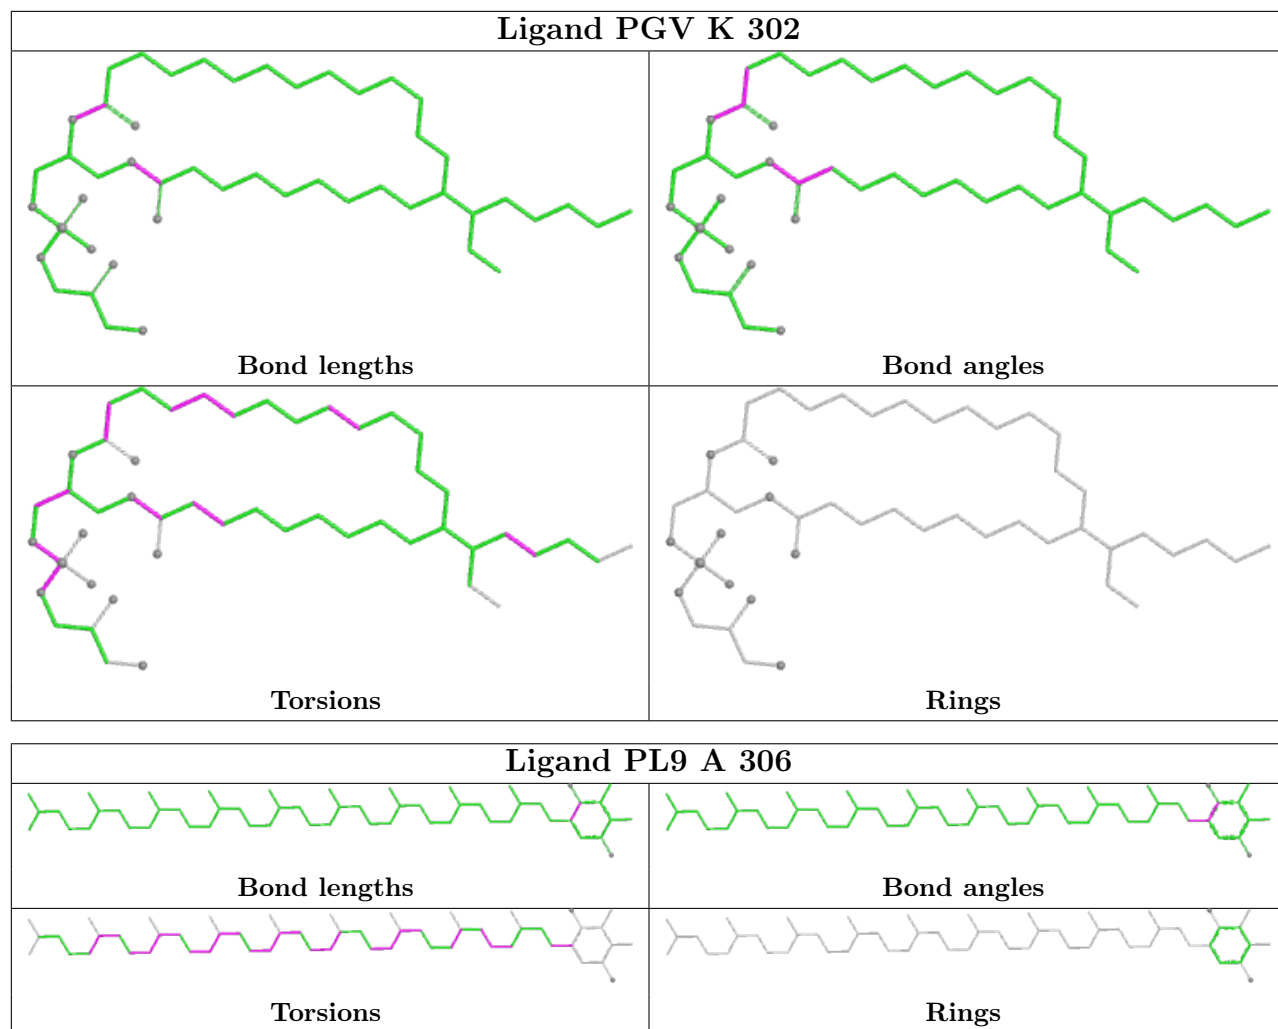 Ligand PGV K 302
Bond lengths
Bond angles
Torsions
Rings
Ligand PL9 A 306
Bond lengths
Bond angles
Torsions
Rings